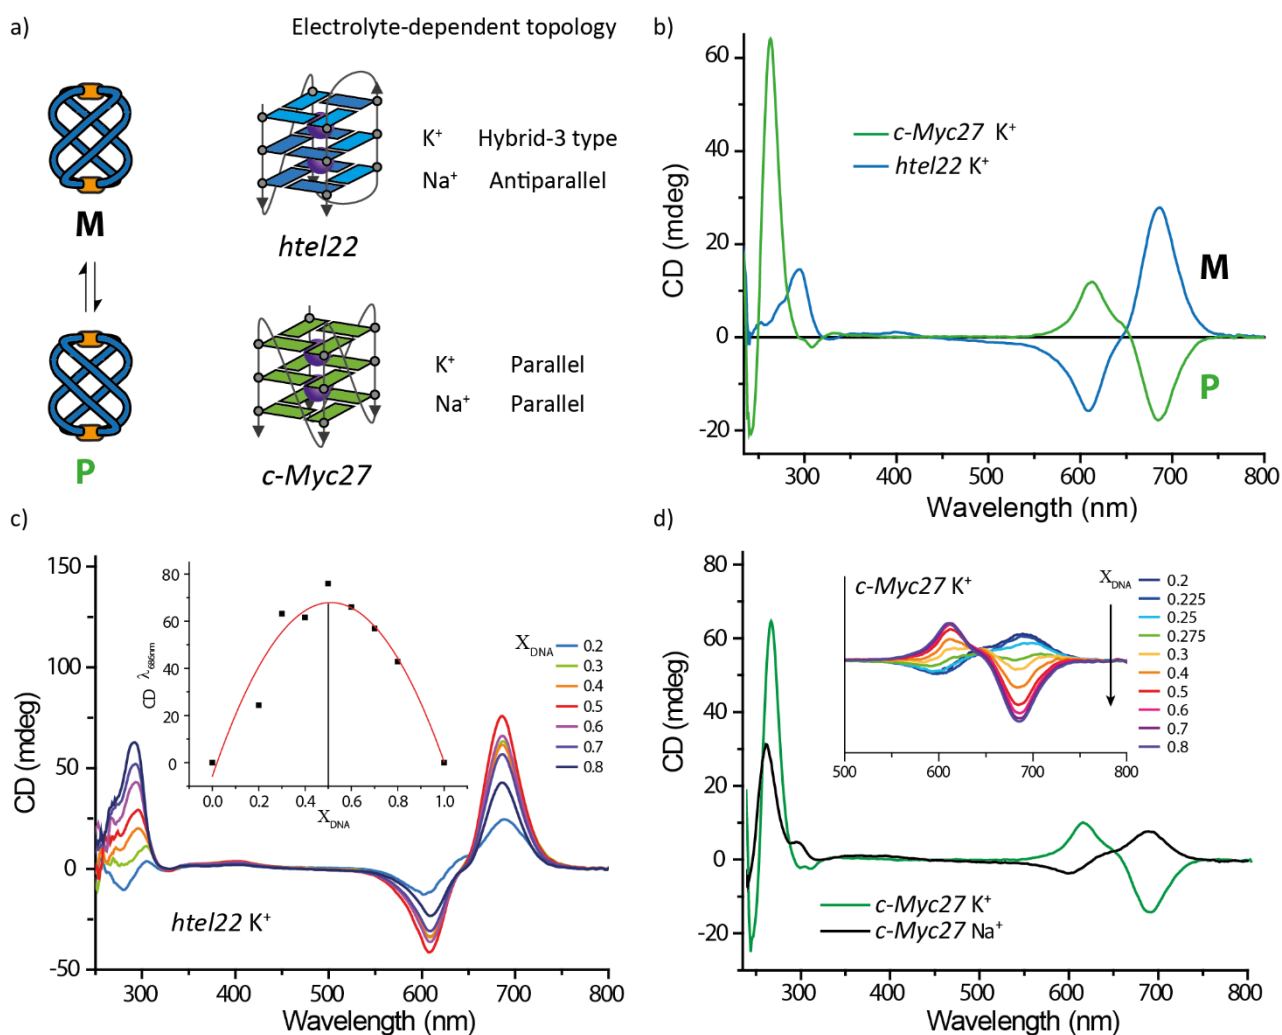 a)
Electrolyte-dependent topology
M
P
htel22
K⁺ Hybrid-3 type
Na⁺ Antiparallel
c-Myc27
K⁺ Parallel
Na⁺ Parallel
b)
CD (mdeg)
60
40
20
0
-20
c-Myc27 K⁺
htel22 K⁺
M
P
300 400 500 600 700 800
Wavelength (nm)
c)
CD (mdeg)
150
100
50
0
-50
CD λ686nm
80
60
40
20
0
0.0 0.2 0.4 0.6 0.8 1.0
XDNA
XDNA
0.2
0.3
0.4
0.5
0.6
0.7
0.8
htel22 K⁺
300 400 500 600 700 800
Wavelength (nm)
d)
CD (mdeg)
80
60
40
20
0
-20
c-Myc27 K⁺
XDNA
0.2
0.225
0.25
0.275
0.3
0.4
0.5
0.6
0.7
0.8
500 600 700 800
c-Myc27 K⁺
c-Myc27 Na⁺
300 400 500 600 700 800
Wavelength (nm)